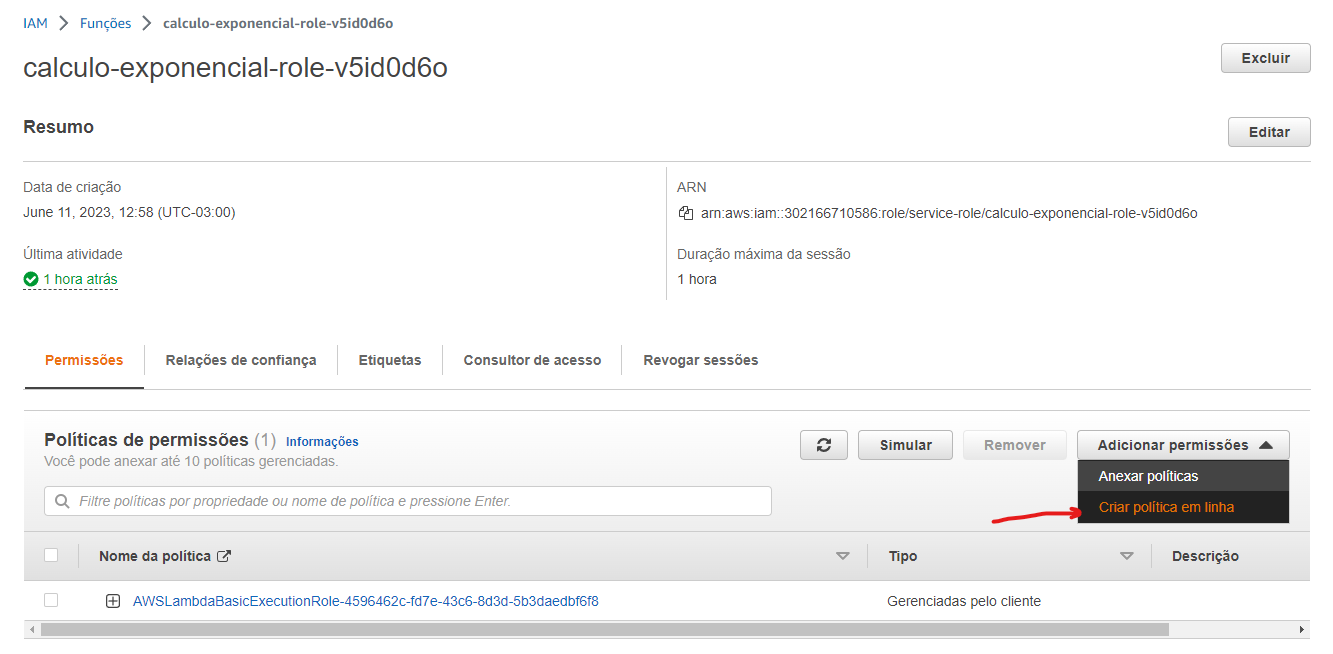 IAM > Funções > calculo-exponencial-role-v5id0d6o
calculo-exponencial-role-v5id0d6o
Excluir
Resumo
Editar
Data de criação
June 11, 2023, 12:58 (UTC-03:00)
ARN
arn:aws:iam::302166710586:role/service-role/calculo-exponencial-role-v5id0d6o
Última atividade
1 hora atrás
Duração máxima da sessão
1 hora
Permissões
Relações de confiança
Etiquetas
Consultor de acesso
Revogar sessões
Políticas de permissões (1) Informações
Você pode anexar até 10 políticas gerenciadas.
Simular
Remover
Adicionar permissões
Anexar políticas
Criar política em linha
Filtre políticas por propriedade ou nome de política e pressione Enter.
Nome da política
Tipo
Descrição
AWSLambdaBasicExecutionRole-4596462c-fd7e-43c6-8d3d-5b3daedbf6f8
Gerenciadas pelo cliente